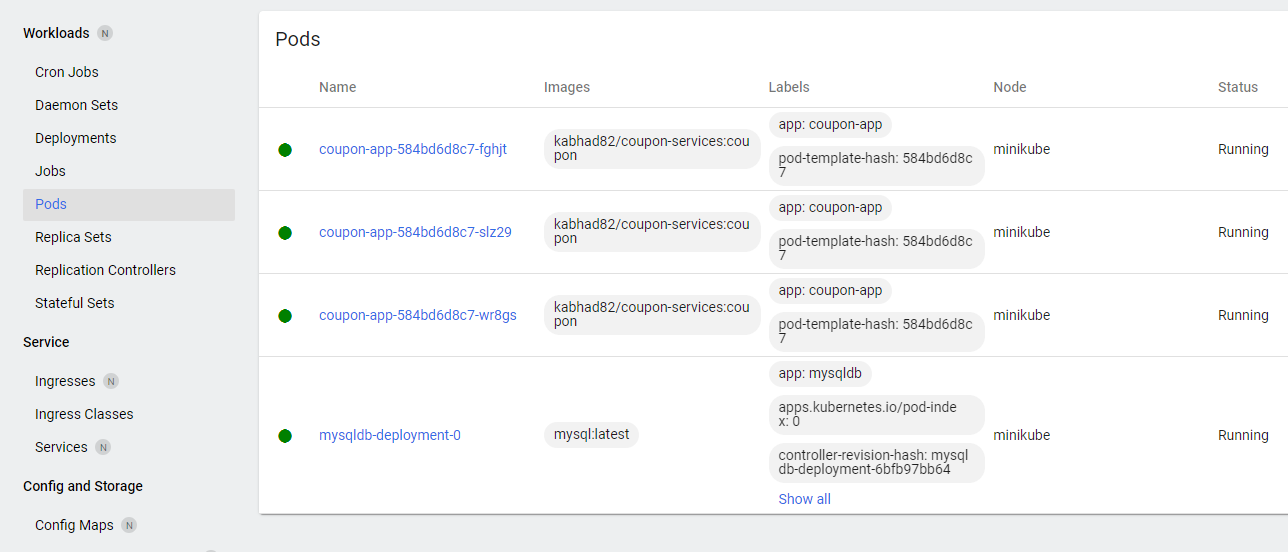 Workloads N
Cron Jobs
Daemon Sets
Deployments
Jobs
Pods
Replica Sets
Replication Controllers
Stateful Sets
Service
Ingresses N
Ingress Classes
Services N
Config and Storage
Config Maps N
Pods
Name Images Labels Node Status
coupon-app-584bd6d8c7-fghjt
kabhad82/coupon-services:cou
pon
app: coupon-app
pod-template-hash: 584bd6d8c
7
minikube
Running
coupon-app-584bd6d8c7-slz29
kabhad82/coupon-services:cou
pon
app: coupon-app
pod-template-hash: 584bd6d8c
7
minikube
Running
coupon-app-584bd6d8c7-wr8gs
kabhad82/coupon-services:cou
pon
app: coupon-app
pod-template-hash: 584bd6d8c
7
minikube
Running
mysqldb-deployment-0
mysql:latest
app: mysqldb
apps.kubernetes.io/pod-inde
x: 0
controller-revision-hash: mysql
db-deployment-6bfb97bb64
Show all
minikube
Running